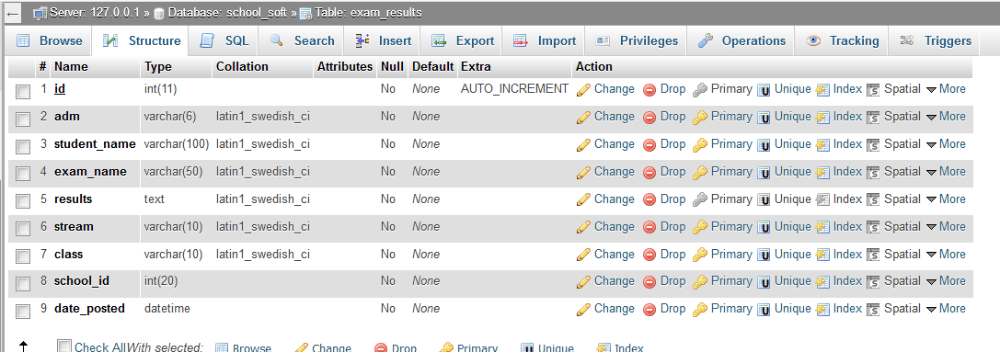 ← Server: 127.0.0.1 » Database: school_soft » Table: exam_results
Browse Structure SQL Search Insert Export Import Privileges Operations Tracking Triggers
# Name Type Collation Attributes Null Default Extra Action
1 id int(11) No None AUTO_INCREMENT Change Drop Primary Unique Index Spatial More
2 adm varchar(6) latin1_swedish_ci No None Change Drop Primary Unique Index Spatial More
3 student_name varchar(100) latin1_swedish_ci No None Change Drop Primary Unique Index Spatial More
4 exam_name varchar(50) latin1_swedish_ci No None Change Drop Primary Unique Index Spatial More
5 results text latin1_swedish_ci No None Change Drop Primary Unique Index Spatial More
6 stream varchar(10) latin1_swedish_ci No None Change Drop Primary Unique Index Spatial More
7 class varchar(10) latin1_swedish_ci No None Change Drop Primary Unique Index Spatial More
8 school_id int(20) No None Change Drop Primary Unique Index Spatial More
9 date_posted datetime No None Change Drop Primary Unique Index Spatial More
Check All With selected: Browse Change Drop Primary Unique Index